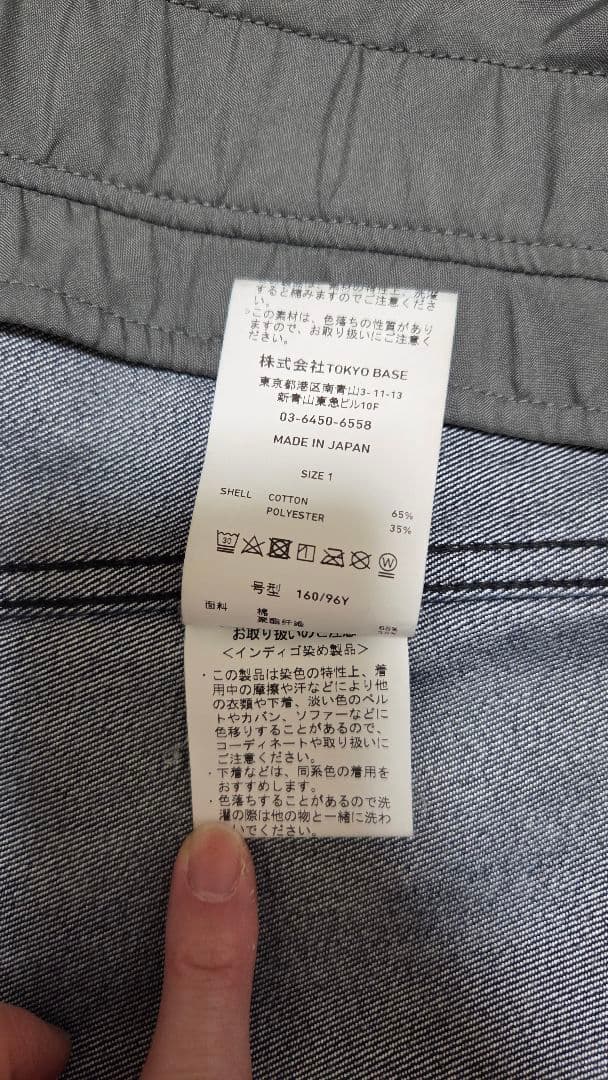 すると縮みますのでご注意くださ
い。
○この素材は、色落ちの性質があり
ますので、お取り扱いにご注意く
ださい。
株式会社TOKYO BASE
東京都港区南青山3-11-13
新青山東急ビル10F
03-6450-6558
MADE IN JAPAN
SIZE 1
SHELL COTTON 65%
POLYESTER 35%
30 W
号型 160/96Y
面料 棉
お取り扱いのご注意
<インディゴ染め製品>
・この製品は染色の特性上、着
用中の摩擦や汗などにより他
の衣類や下着、淡い色のベル
トやカバン、ソファーなどに
色移りすることがあるので、
コーディネートや取り扱いに
ご注意ください。
・下着などは、同系色の着用を
おすすめします。
・色落ちすることがあるので洗
濯の際は他の物と一緒に洗わ
いでください。